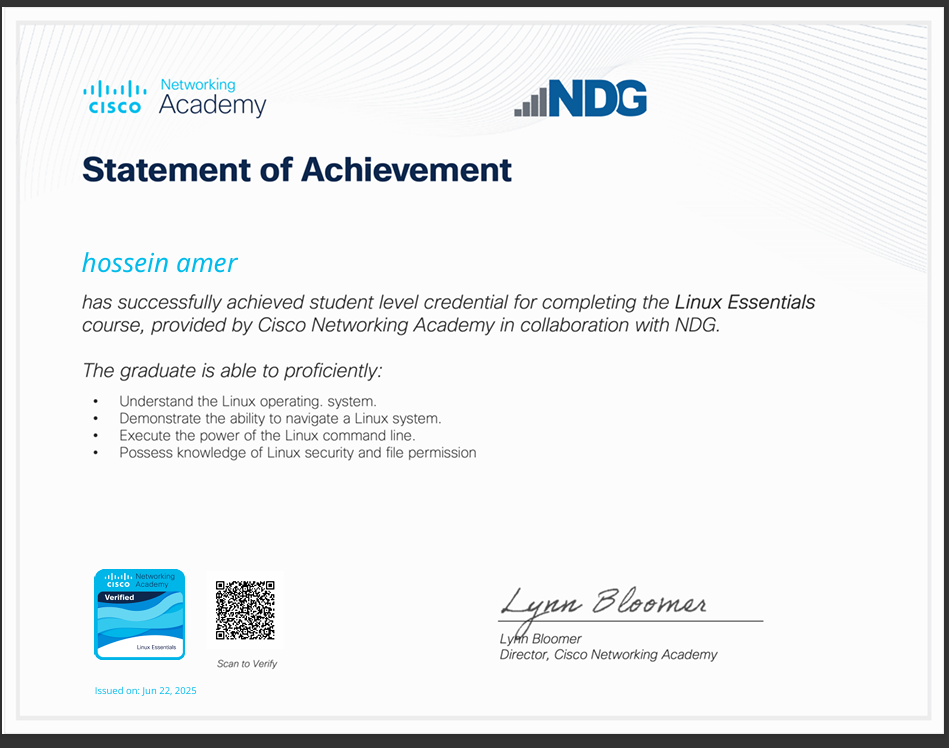 Networking
CISCO Academy
NDG
Statement of Achievement
hossein amer
has successfully achieved student level credential for completing the Linux Essentials
course, provided by Cisco Networking Academy in collaboration with NDG.
The graduate is able to proficiently:
• Understand the Linux operating. system.
• Demonstrate the ability to navigate a Linux system.
• Execute the power of the Linux command line.
• Possess knowledge of Linux security and file permission
Networking
CISCO Academy
Verified
Linux Essentials
Scan to Verify
Issued on: Jun 22, 2025
Lynn Bloomer
Lynn Bloomer
Director, Cisco Networking Academy